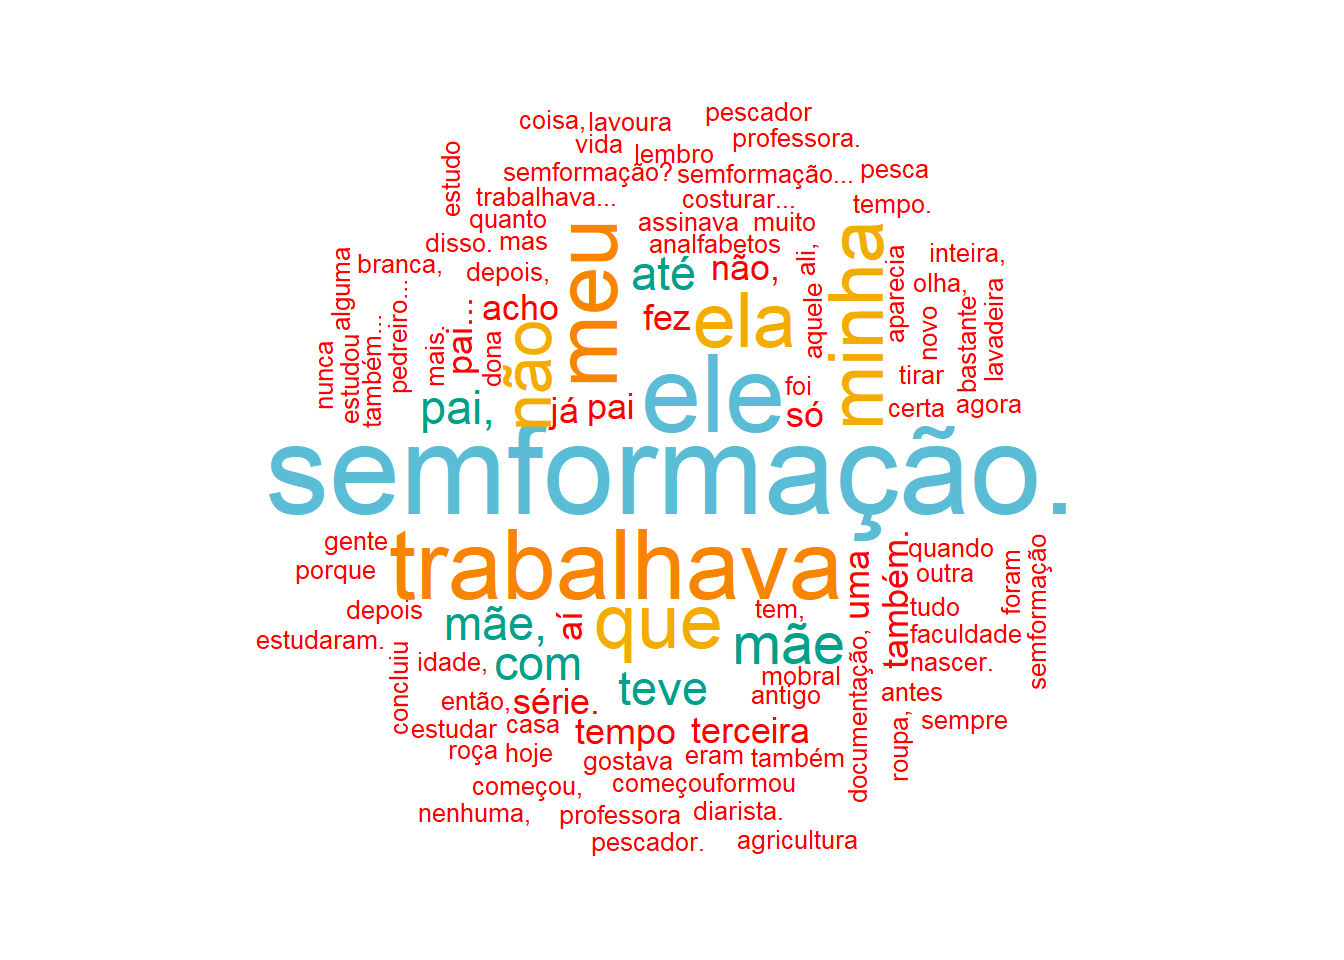 pescador
coisa,
lavoura
professora.
vida
lembro
estudo
semformação?
semformação...
pesca
trabalhava...
costurar...
tempo.
quanto
assinava
muito
disso.
mas
analfabetos
meu
minha
ali,
inteira,
branca,
depois,
até
não,
aparecia
olha,
alguma
pedreiro...
acho
fez
ela
aquele
novo
bastante
lavadeira
nunca
estudou
também...
mais.
pai...
dona
não
ele
foi
tirar
pai,
já
pai
só
certa
agora
semformação.
gente
trabalhava
uma
também.
quando
porque
outra
foram
semformação
depois
mãe,
aí
que
tem,
tudo
estudaram.
mãe
documentação,
faculdade
concluiu
idade,
com
mobral
nascer.
teve
antigo
antes
então,
série.
roupa,
sempre
estudar
casa
tempo
terceira
roça
hoje
gostava
eram
também
começou,
começouformou
nenhuma,
professora
diarista.
pescador.
agricultura